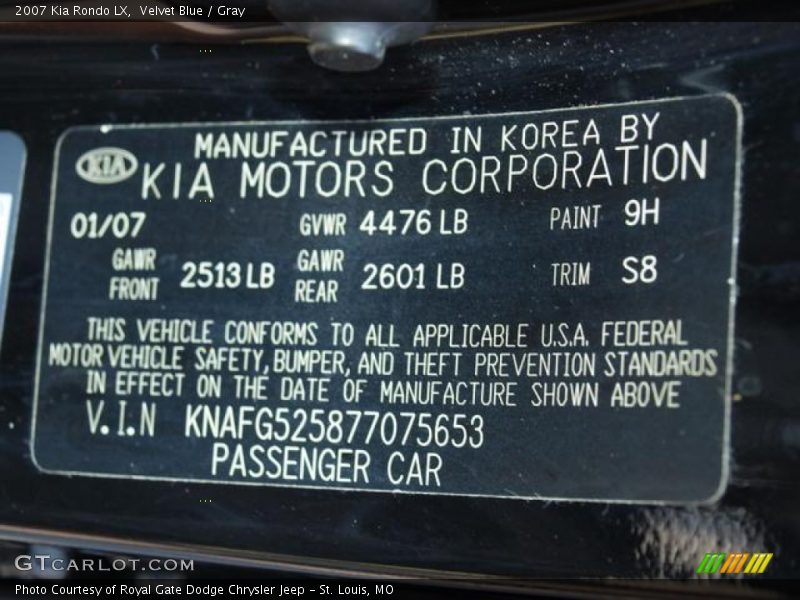 2007 Kia Rondo LX, Velvet Blue / Gray
MANUFACTURED IN KOREA BY
KIA KIA MOTORS CORPORATION
01/07 GVWR 4476 LB PAINT 9H
GAWR FRONT 2513 LB GAWR REAR 2601 LB TRIM S8
THIS VEHICLE CONFORMS TO ALL APPLICABLE U.S.A. FEDERAL
MOTOR VEHICLE SAFETY, BUMPER, AND THEFT PREVENTION STANDARDS
IN EFFECT ON THE DATE OF MANUFACTURE SHOWN ABOVE
V.I.N KNAFG525877075653
PASSENGER CAR
GTCARLOT.COM
Photo Courtesy of Royal Gate Dodge Chrysler Jeep - St. Louis, MO